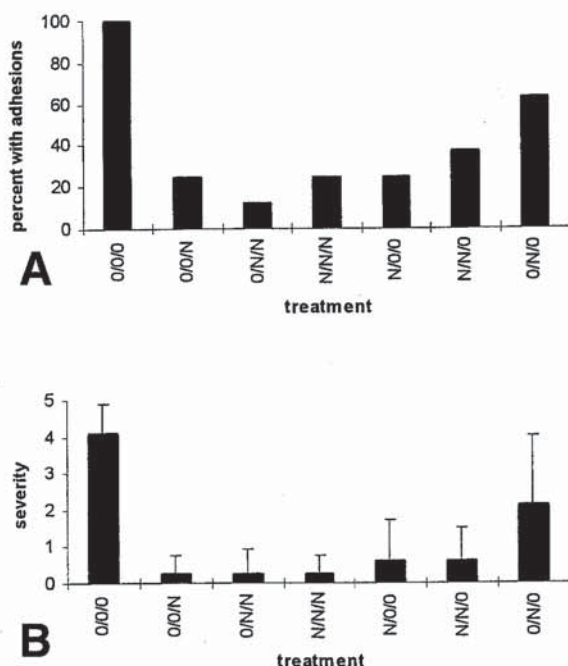 percent with adhesions
100
80
60
40
20
0
0/0/0
0/0/N
0/N/N
N/N/N
N/0/0
N/N/0
0/N/0
treatment
A
severity
5
4
3
2
1
0
0/0/0
0/0/N
0/N/N
N/N/N
N/0/0
N/N/0
0/N/0
treatment
B